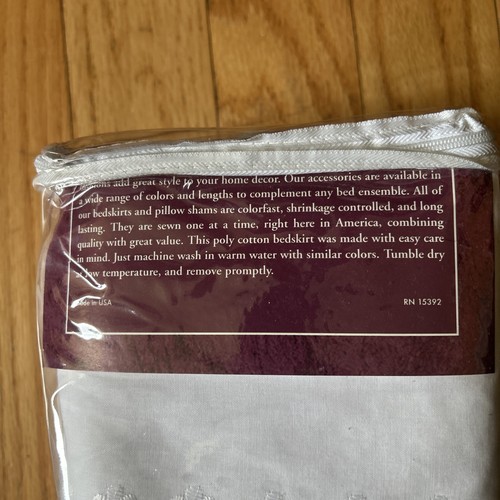 add great style to your home decor. Our accessories are available in
a wide range of colors and lengths to complement any bed ensemble. All of
our bedskirts and pillow shams are colorfast, shrinkage controlled, and long
lasting. They are sewn one at a time, right here in America, combining
quality with great value. This poly cotton bedskirt was made with easy care
in mind. Just machine wash in warm water with similar colors. Tumble dry
at low temperature, and remove promptly.
Made in USA
RN 15392